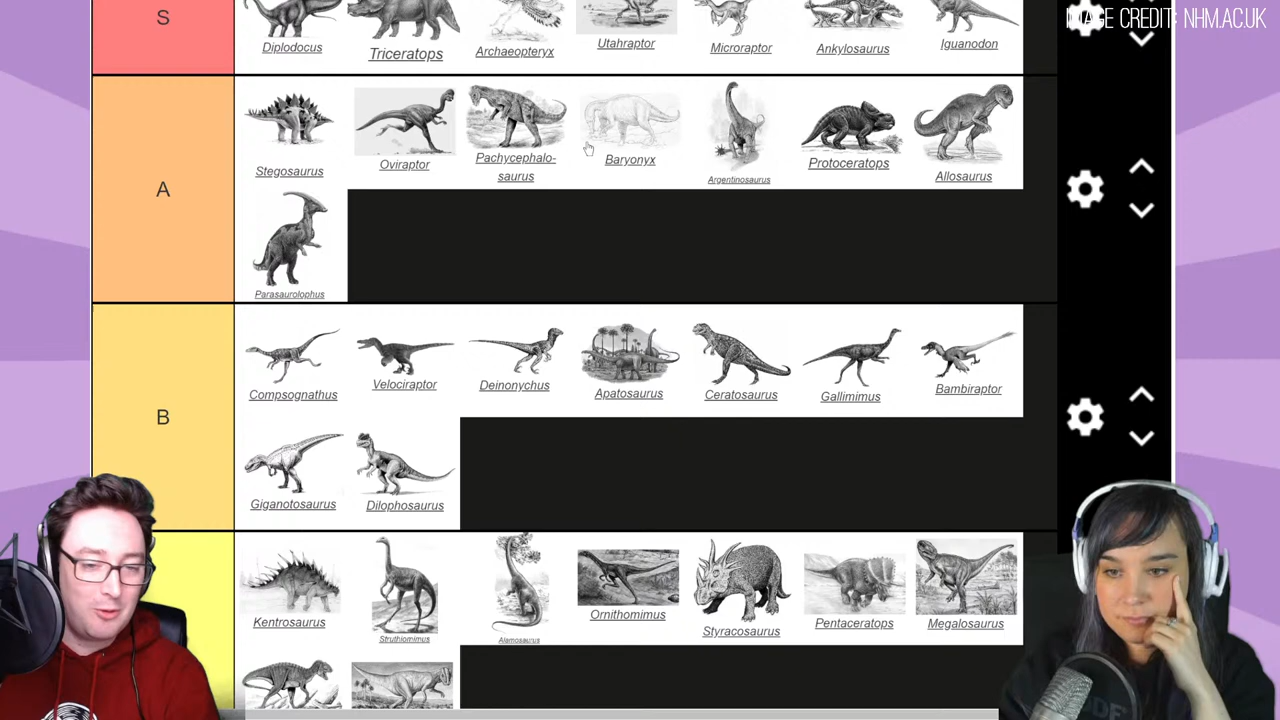 IMAGE CREDIT: NHM.AC.UK
S
Diplodocus
Triceratops
Archaeopteryx
Utahraptor
Microraptor
Ankylosaurus
Iguanodon
A
Stegosaurus
Oviraptor
Pachycephalo-
saurus
Baryonyx
Argentinosaurus
Protoceratops
Allosaurus
Parasaurolophus
B
Compsognathus
Velociraptor
Deinonychus
Apatosaurus
Ceratosaurus
Gallimimus
Bambiraptor
Giganotosaurus
Dilophosaurus
Kentrosaurus
Struthiomimus
Alamosaurus
Ornithomimus
Styracosaurus
Pentaceratops
Megalosaurus